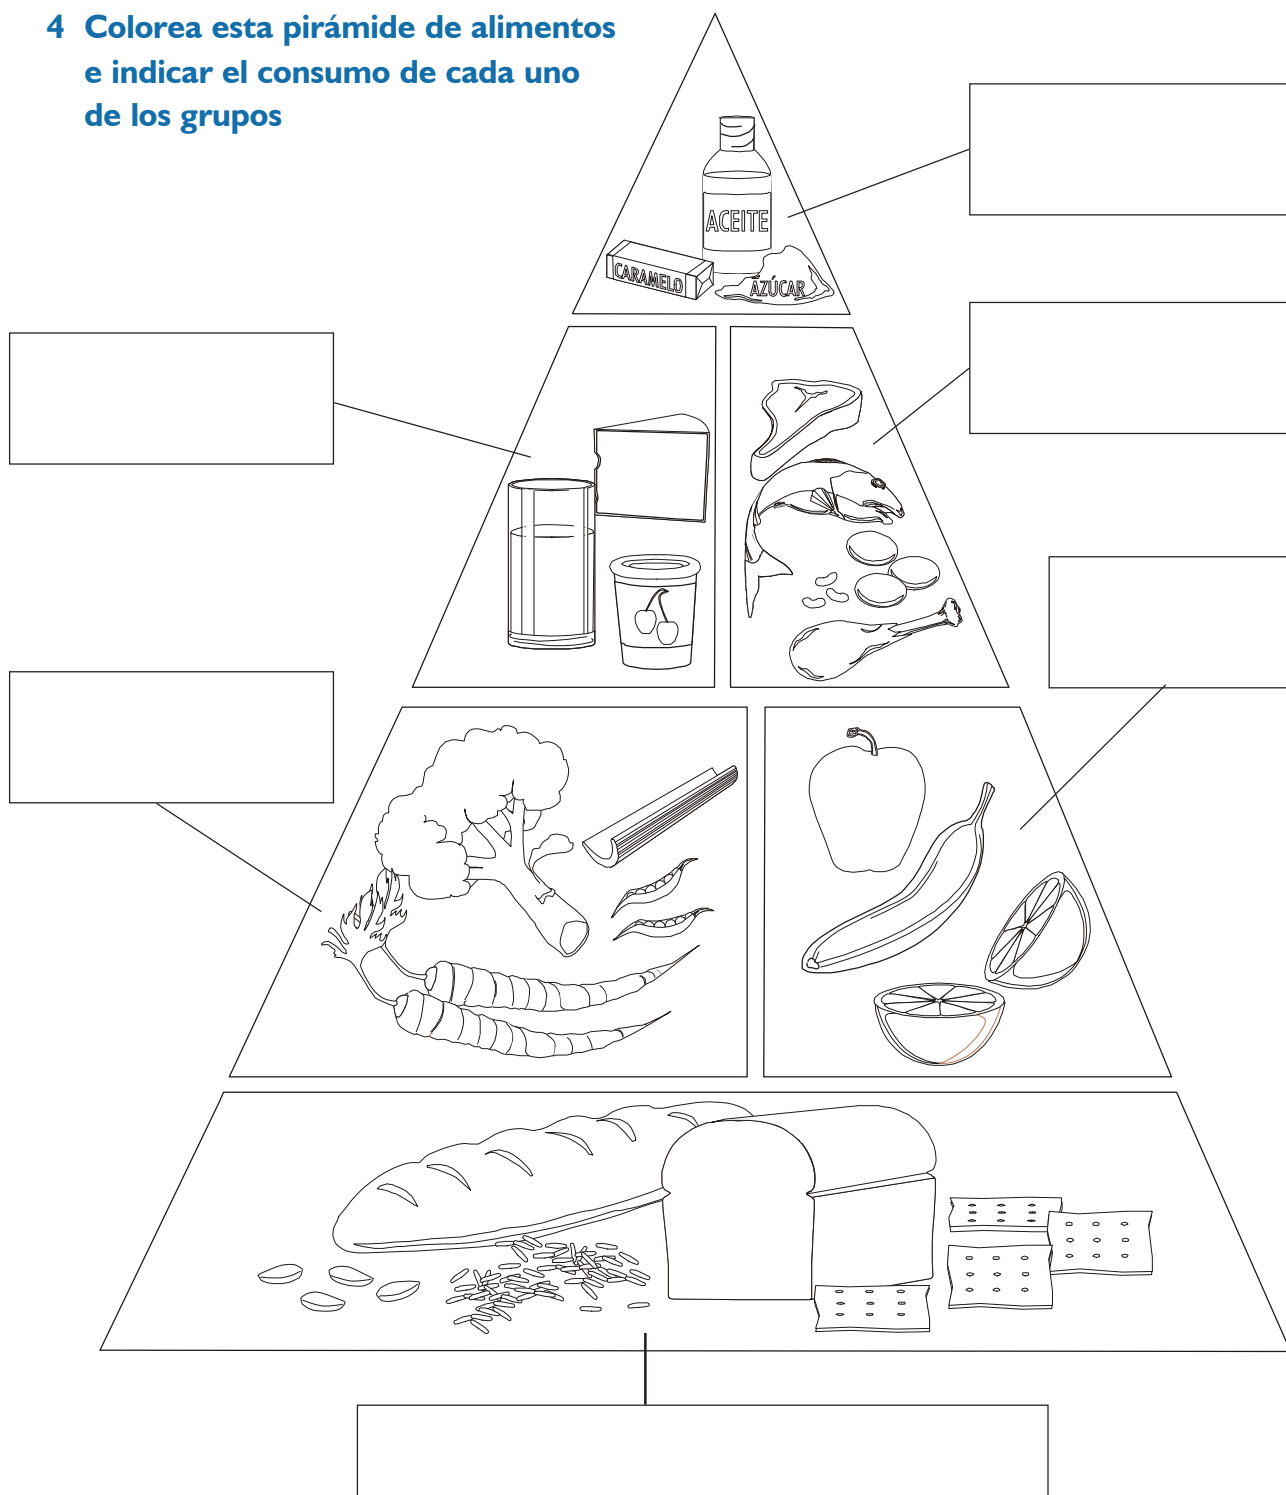 4 Colorea esta pirámide de alimentos
e indicar el consumo de cada uno
de los grupos
ACEITE
CARAMELO
AZÚCAR